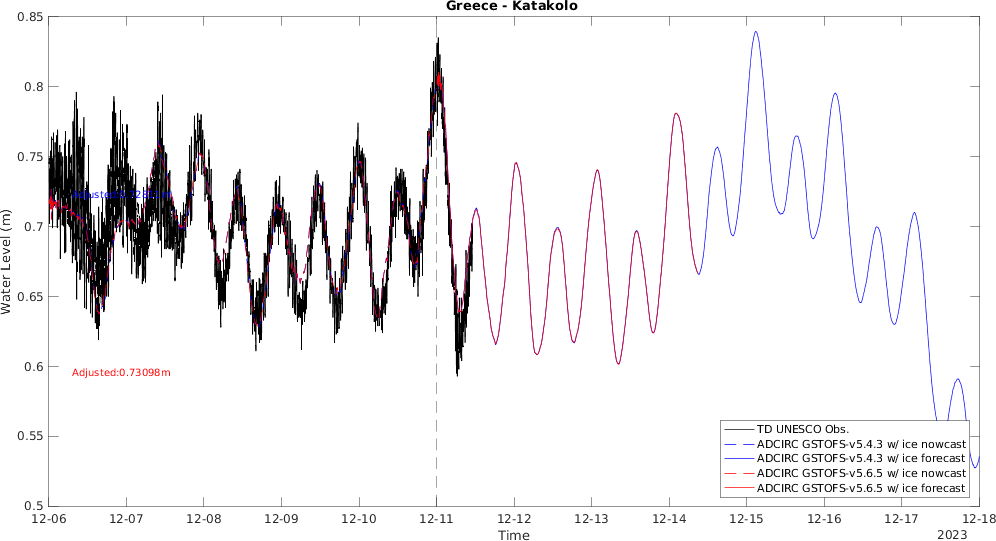 Greece - Katakolo
0.85
0.8
0.75
0.7
0.65
0.6
0.55
0.5
Water Level (m)
Adjusted:0.73098m
TD UNESCO Obs.
ADCIRC GSTOFS-v5.4.3 w/ ice nowcast
ADCIRC GSTOFS-v5.4.3 w/ ice forecast
ADCIRC GSTOFS-v5.6.5 w/ ice nowcast
ADCIRC GSTOFS-v5.6.5 w/ ice forecast
12-06 12-07 12-08 12-09 12-10 12-11 12-12 12-13 12-14 12-15 12-16 12-17 12-18
Time
2023